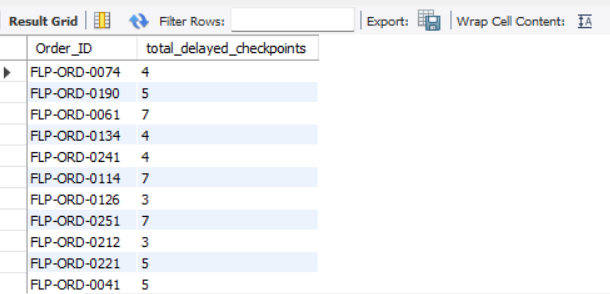 Result Grid Filter Rows: Export: Wrap Cell Content:
Order_ID total_delayed_checkpoints
FLP-ORD-0074 4
FLP-ORD-0190 5
FLP-ORD-0061 7
FLP-ORD-0134 4
FLP-ORD-0241 4
FLP-ORD-0114 7
FLP-ORD-0126 3
FLP-ORD-0251 7
FLP-ORD-0212 3
FLP-ORD-0221 5
FLP-ORD-0041 5